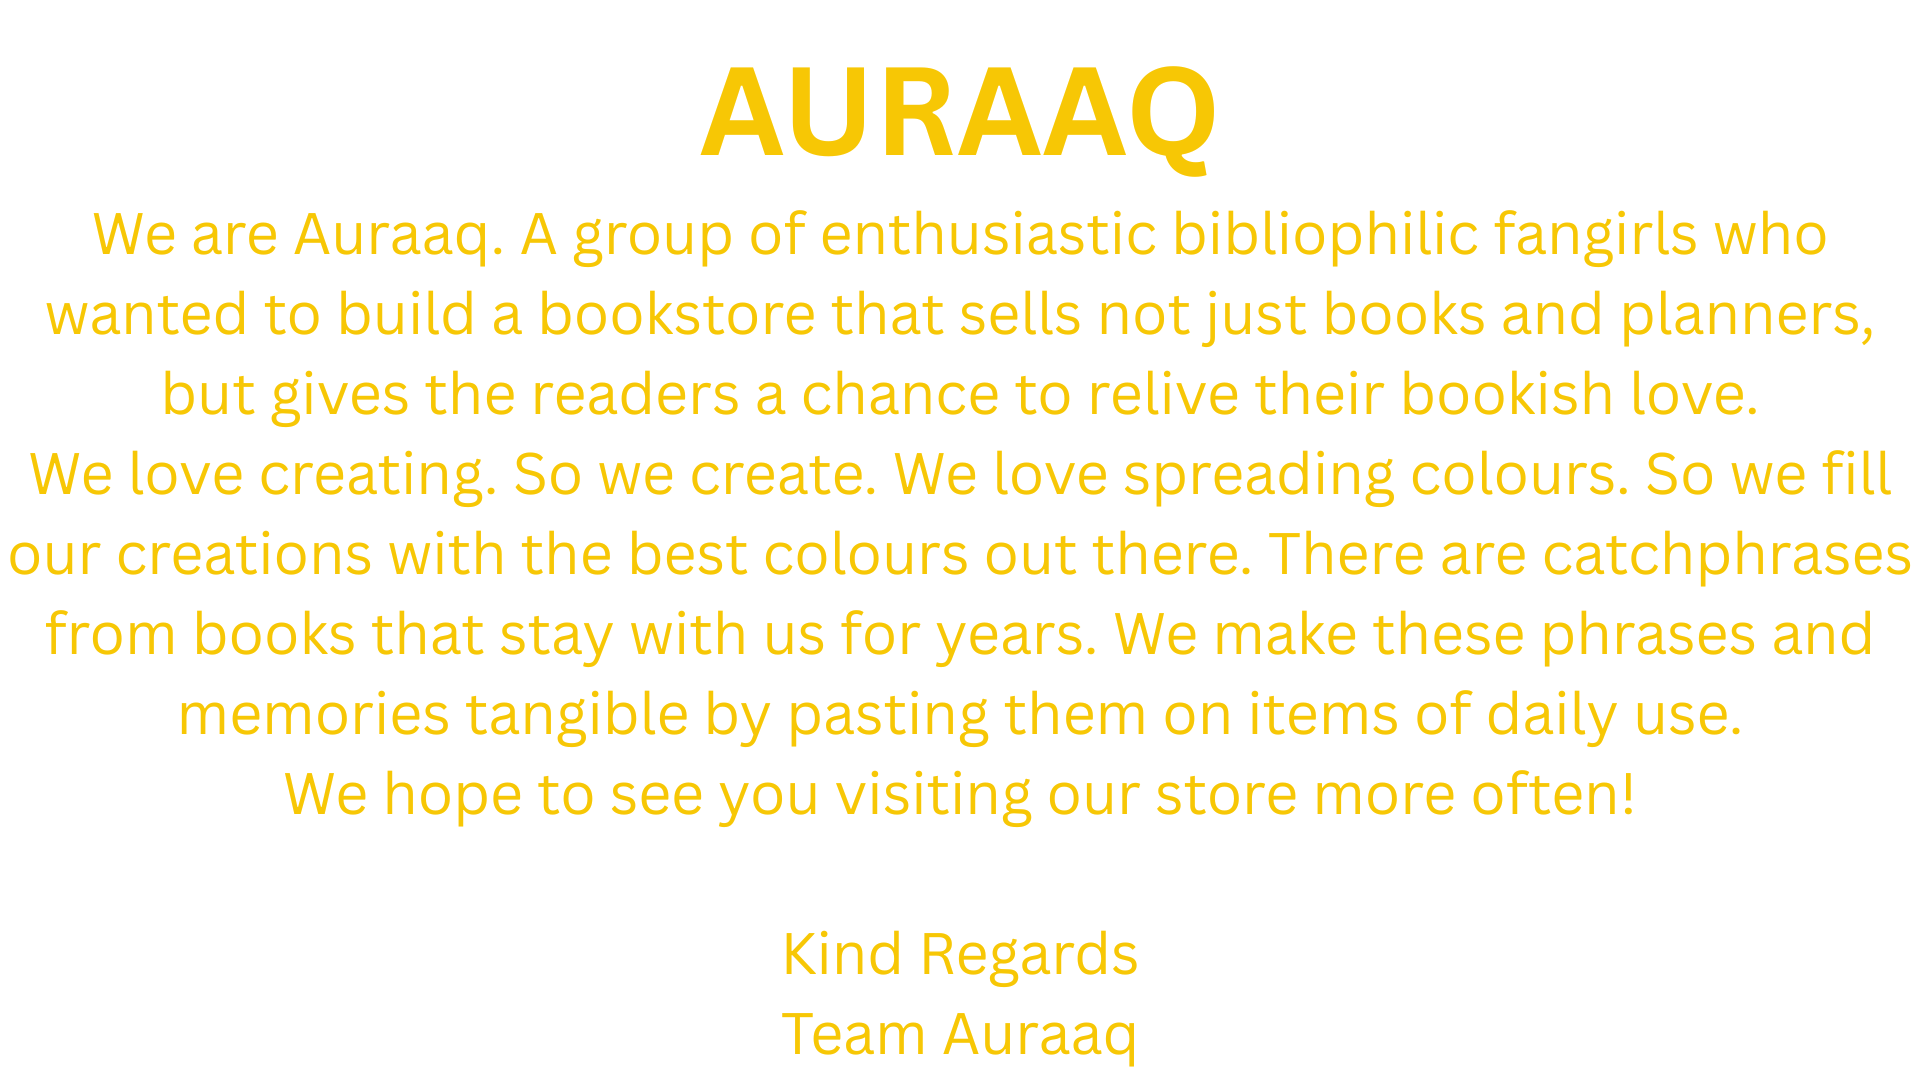 AURAAQ
We are Auraaq. A group of enthusiastic bibliophilic fangirls who
wanted to build a bookstore that sells not just books and planners,
but gives the readers a chance to relive their bookish love.
We love creating. So we create. We love spreading colours. So we fill
our creations with the best colours out there. There are catchphrases
from books that stay with us for years. We make these phrases and
memories tangible by pasting them on items of daily use.
We hope to see you visiting our store more often!
Kind Regards
Team Auraaq